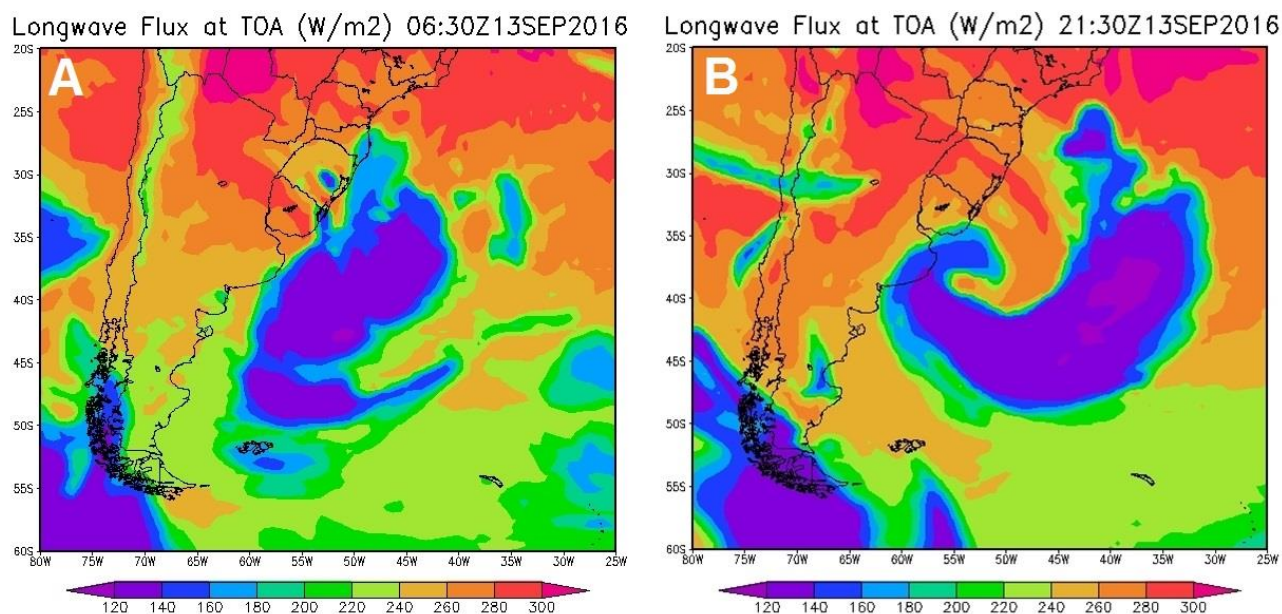 Longwave Flux at TOA (W/m2) 06:30Z13SEP2016
A
20S
25S
30S
35S
40S
45S
50S
55S
60S
80W 75W 70W 65W 60W 55W 50W 45W 40W 35W 30W 25W
120 140 160 180 200 220 240 260 280 300
Longwave Flux at TOA (W/m2) 21:30Z13SEP2016
B
20S
25S
30S
35S
40S
45S
50S
55S
60S
80W 75W 70W 65W 60W 55W 50W 45W 40W 35W 30W 25W
120 140 160 180 200 220 240 260 280 300